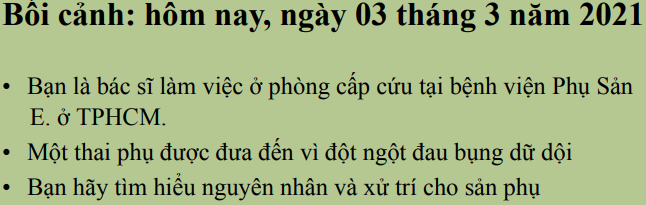 Bối cảnh: hôm nay, ngày 03 tháng 3 năm 2021
• Bạn là bác sĩ làm việc ở phòng cấp cứu tại bệnh viện Phụ Sản
E. ở TPHCM.
• Một thai phụ được đưa đến vì đột ngột đau bụng dữ dội
• Bạn hãy tìm hiểu nguyên nhân và xử trí cho sản phụ